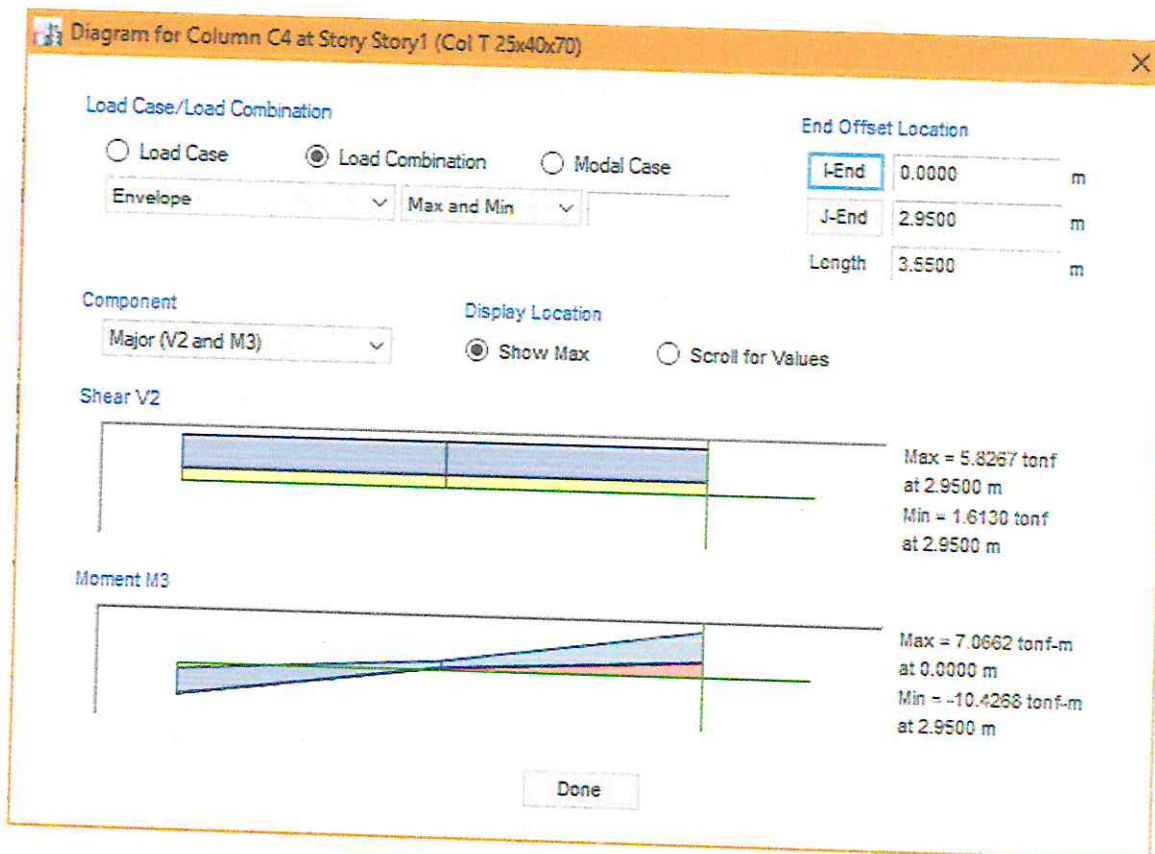 Diagram for Column C4 at Story Story1 (Col T 25x40x70)
Load Case/Load Combination
Load Case Load Combination Modal Case
Envelope Max and Min
End Offset Location
I-End 0.0000 m
J-End 2.9500 m
Length 3.5500 m
Component
Major (V2 and M3)
Display Location
Show Max Scroll for Values
Shear V2
Max = 5.8267 tonf
at 2.9500 m
Min = 1.6130 tonf
at 2.9500 m
Moment M3
Max = 7.0662 tonf-m
at 0.0000 m
Min = -10.4268 tonf-m
at 2.9500 m
Done